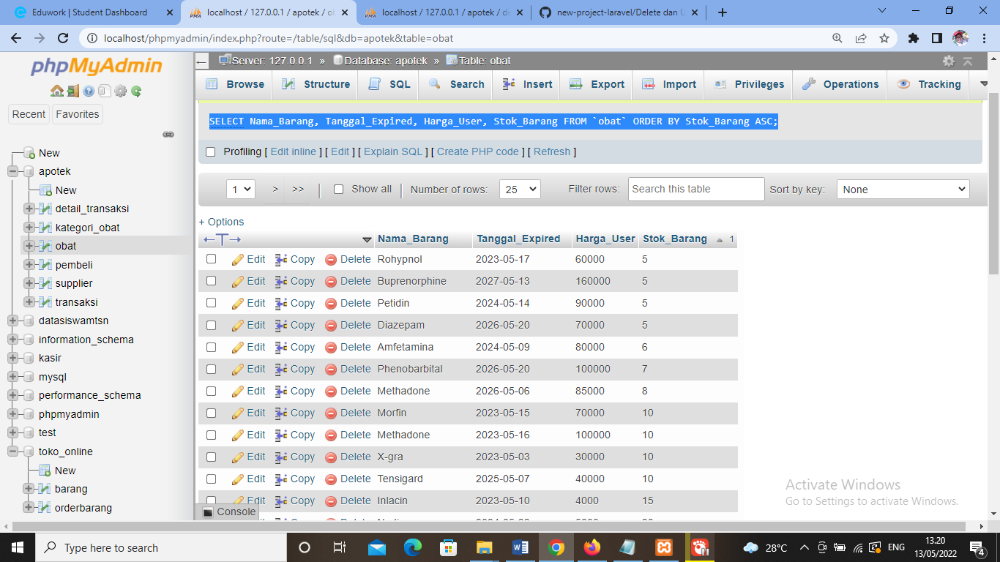 Eduwork | Student Dashboard
localhost / 127.0.0.1 / apotek / ob
localhost / 127.0.0.1 / apotek / de
new-project-laravel/Delete dan U
localhost/phpmyadmin/index.php?route=/table/sql&db=apotek&table=obat
phpMyAdmin
Recent
Favorites
New
apotek
New
detail_transaksi
kategori_obat
obat
pembeli
supplier
transaksi
datasiswamtsn
information_schema
kasir
mysql
performance_schema
phpmyadmin
test
toko_online
New
barang
orderbarang
Server: 127.0.0.1 » Database: apotek » Table: obat
Browse Structure SQL Search Insert Export Import Privileges Operations Tracking
SELECT Nama_Barang, Tanggal_Expired, Harga_User, Stok_Barang FROM `obat` ORDER BY Stok_Barang ASC;
Profiling [ Edit inline ] [ Edit ] [ Explain SQL ] [ Create PHP code ] [ Refresh ]
1 > >> | Show all | Number of rows: 25 Filter rows: Search this table Sort by key: None
+ Options
←T→ Nama_Barang Tanggal_Expired Harga_User Stok_Barang 1
Edit Copy Delete Rohypnol 2023-05-17 60000 5
Edit Copy Delete Buprenorphine 2027-05-13 160000 5
Edit Copy Delete Petidin 2024-05-14 90000 5
Edit Copy Delete Diazepam 2026-05-20 70000 5
Edit Copy Delete Amfetamina 2024-05-09 80000 6
Edit Copy Delete Phenobarbital 2026-05-20 100000 7
Edit Copy Delete Methadone 2026-05-06 85000 8
Edit Copy Delete Morfin 2023-05-15 70000 10
Edit Copy Delete Methadone 2023-05-16 100000 10
Edit Copy Delete X-gra 2023-05-03 30000 10
Edit Copy Delete Tensigard 2025-05-07 40000 10
Edit Copy Delete Inlacin 2023-05-10 4000 15
Console
Activate Windows
Go to Settings to activate Windows.
Type here to search
28°C
ENG
13.20
13/05/2022
4